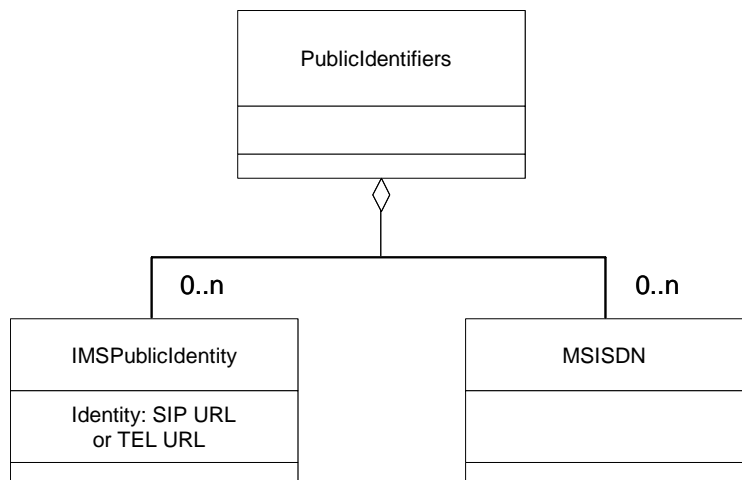 PublicIdentifiers
0..n
0..n
IMSPublicIdentity
MSISDN
Identity: SIP URL
or TEL URL